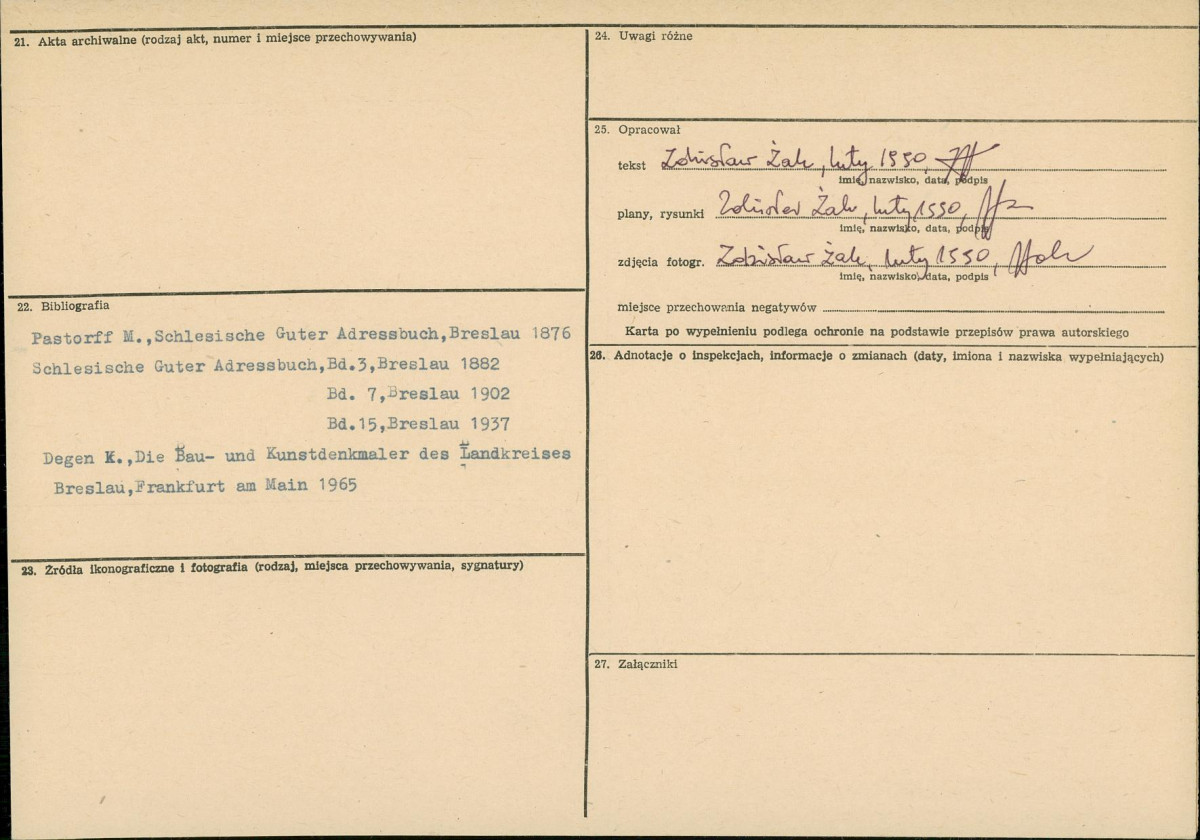 21. Akta archiwalne (rodzaj akt, numer i miejsce przechowywania)
22. Bibliografia
Pastorff M.,Schlesische Guter Adressbuch,Breslau 1876
Schlesische Guter Adressbuch,Bd.3,Breslau 1882
Bd. 7,Breslau 1902
Bd.15,Breslau 1937
Degen K.,Die Bau- und Kunstdenkmaler des Landkreises
Breslau,Frankfurt am Main 1965
23. Źródła ikonograficzne i fotografia (rodzaj, miejsca przechowywania, sygnatury)
24. Uwagi różne
25. Opracował
tekst Zdzisław Żak, luty 1990,
imię, nazwisko, data, podpis
plany, rysunki Zdzisław Żak, luty 1990,
imię, nazwisko, data, podpis
zdjęcia fotogr. Zdzisław Żak, luty 1990,
imię, nazwisko, data, podpis
miejsce przechowania negatywów
Karta po wypełnieniu podlega ochronie na podstawie przepisów prawa autorskiego
26. Adnotacje o inspekcjach, informacje o zmianach (daty, imiona i nazwiska wypełniających)
27. Załączniki